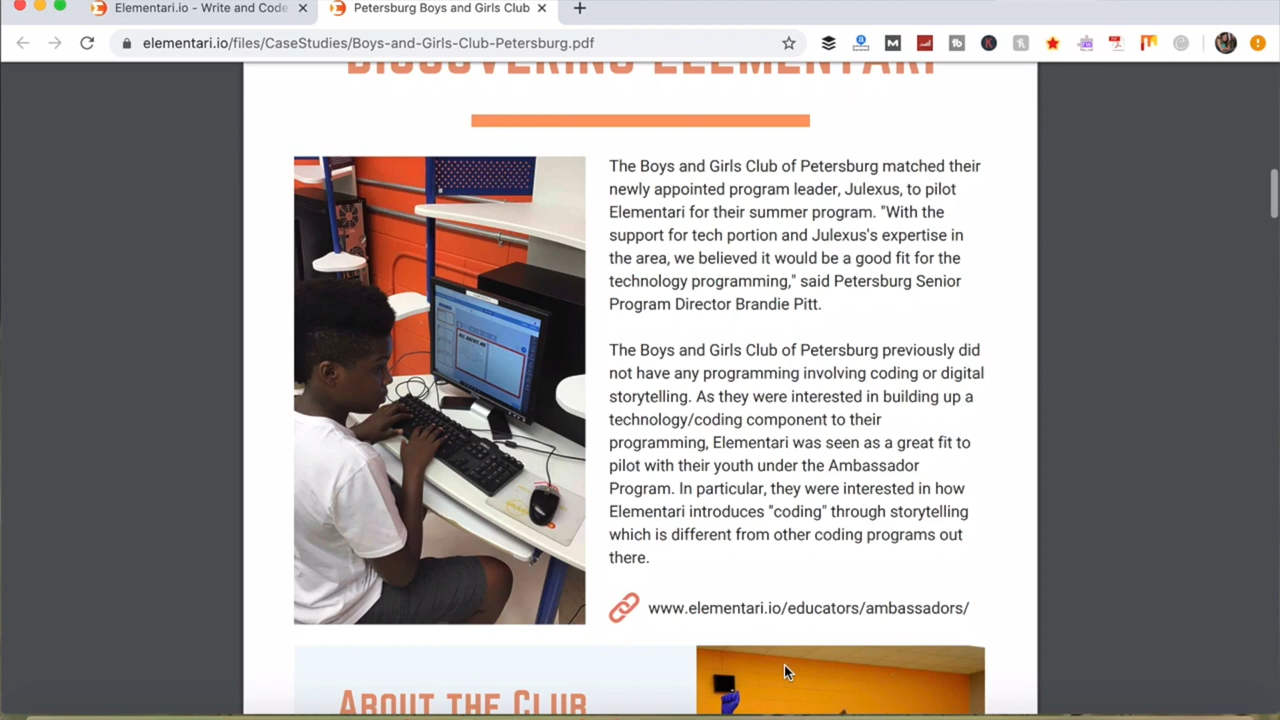 Elementari.io - Write and Code
Petersburg Boys and Girls Club
elementari.io/files/CaseStudies/Boys-and-Girls-Club-Petersburg.pdf
DISCOVERING ELEMENTARI
The Boys and Girls Club of Petersburg matched their
newly appointed program leader, Julexus, to pilot
Elementari for their summer program. "With the
support for tech portion and Julexus's expertise in
the area, we believed it would be a good fit for the
technology programming," said Petersburg Senior
Program Director Brandie Pitt.
The Boys and Girls Club of Petersburg previously did
not have any programming involving coding or digital
storytelling. As they were interested in building up a
technology/coding component to their
programming, Elementari was seen as a great fit to
pilot with their youth under the Ambassador
Program. In particular, they were interested in how
Elementari introduces "coding" through storytelling
which is different from other coding programs out
there.
www.elementari.io/educators/ambassadors/
ABOUT THE CLUB